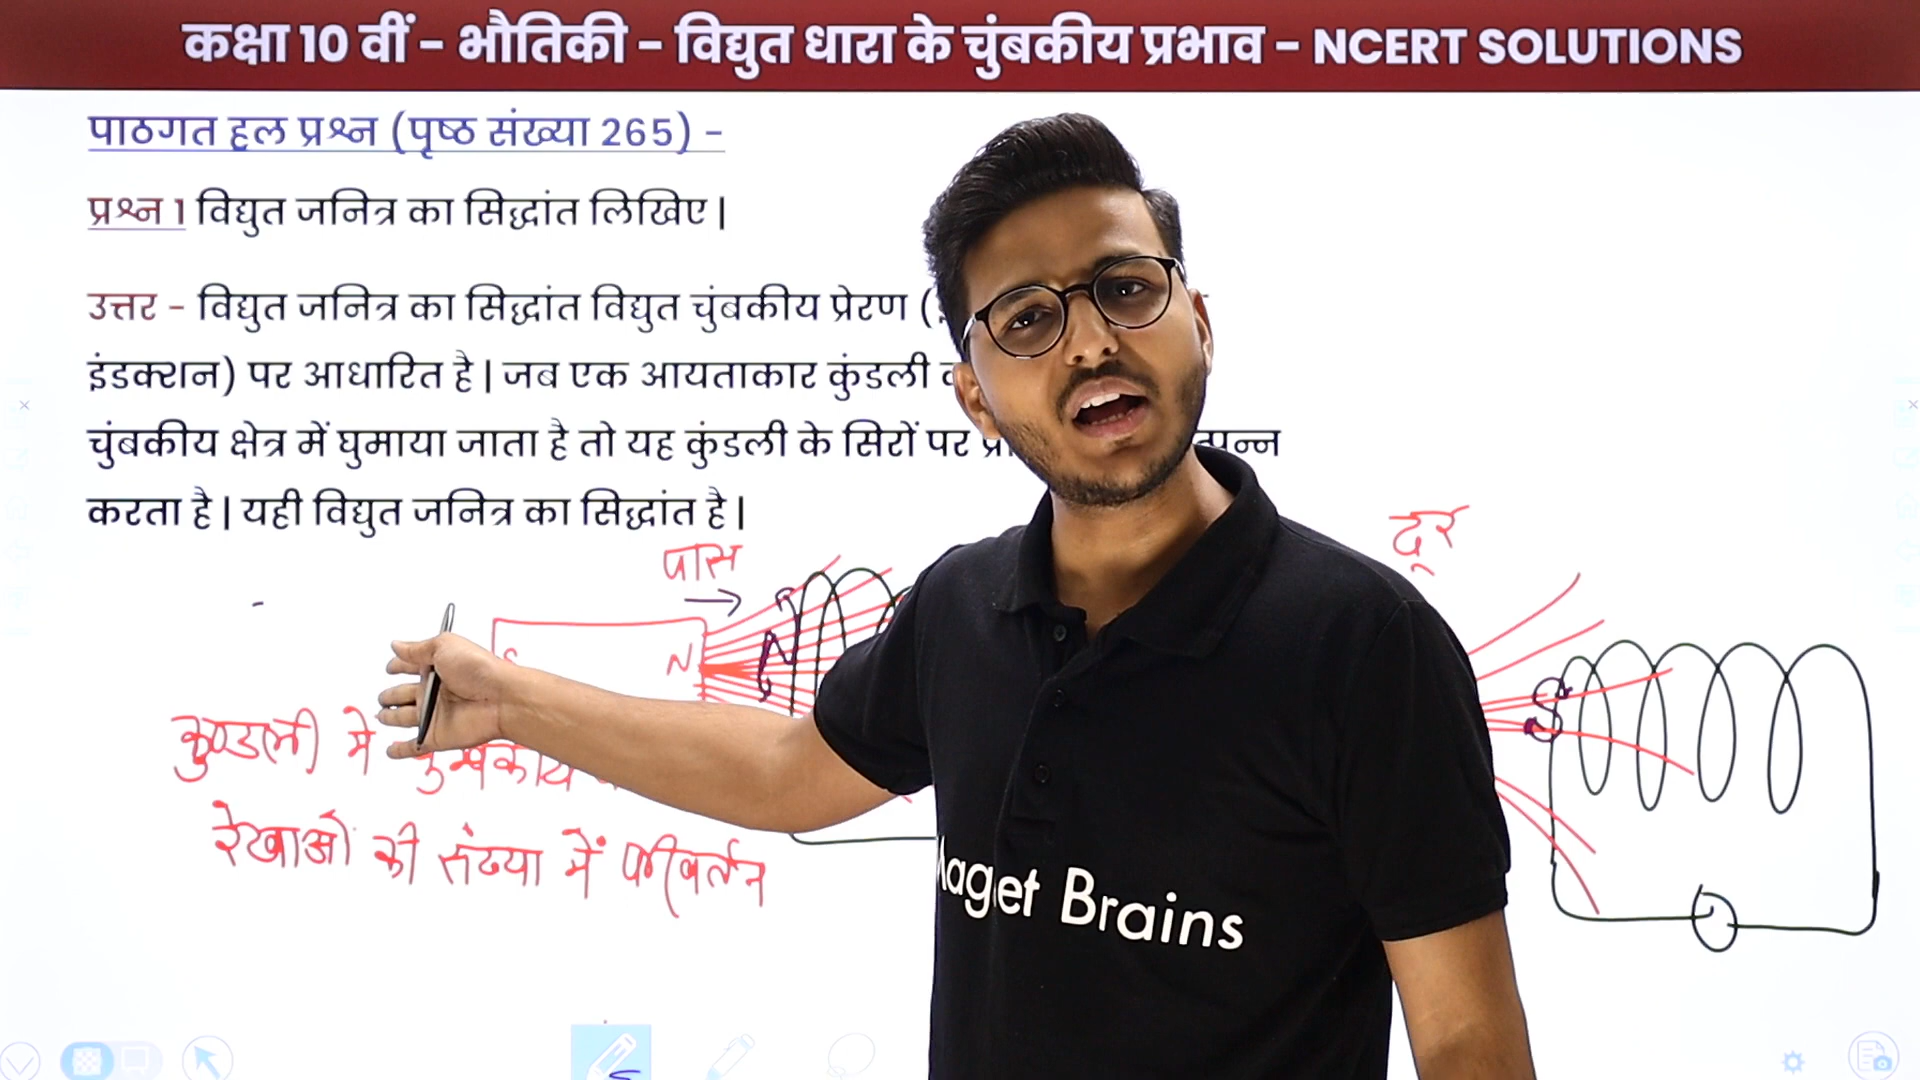 कक्षा 10 वीं - भौतिकी - विद्युत धारा के चुंबकीय प्रभाव - NCERT SOLUTIONS
पाठगत हल प्रश्न (पृष्ठ संख्या 265) -
प्रश्न 1 विद्युत जनित्र का सिद्धांत लिखिए |
उत्तर - विद्युत जनित्र का सिद्धांत विद्युत चुंबकीय प्रेरण (
इंडक्शन) पर आधारित है | जब एक आयताकार कुंडली
चुंबकीय क्षेत्र में घुमाया जाता है तो यह कुंडली के सिरों पर
करता है | यही विद्युत जनित्र का सिद्धांत है |
पास
दूर
N
N
S
कुण्डली में चुम्बकीय
रेखाओं की संख्या में परिवर्तन
Magnet Brains